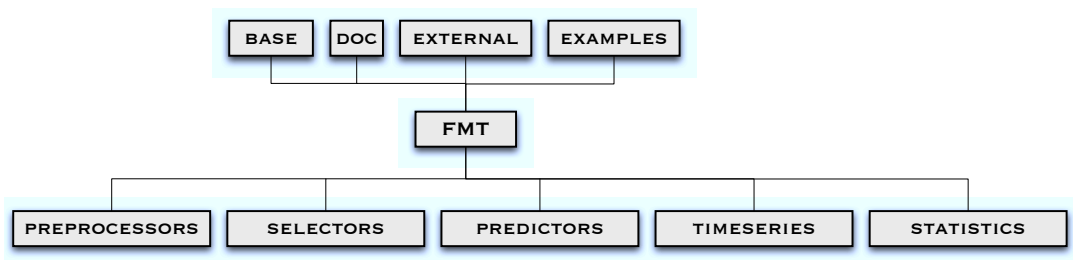 BASE DOC EXTERNAL EXAMPLES
FMT
PREPROCESSORS SELECTORS PREDICTORS TIMESERIES STATISTICS